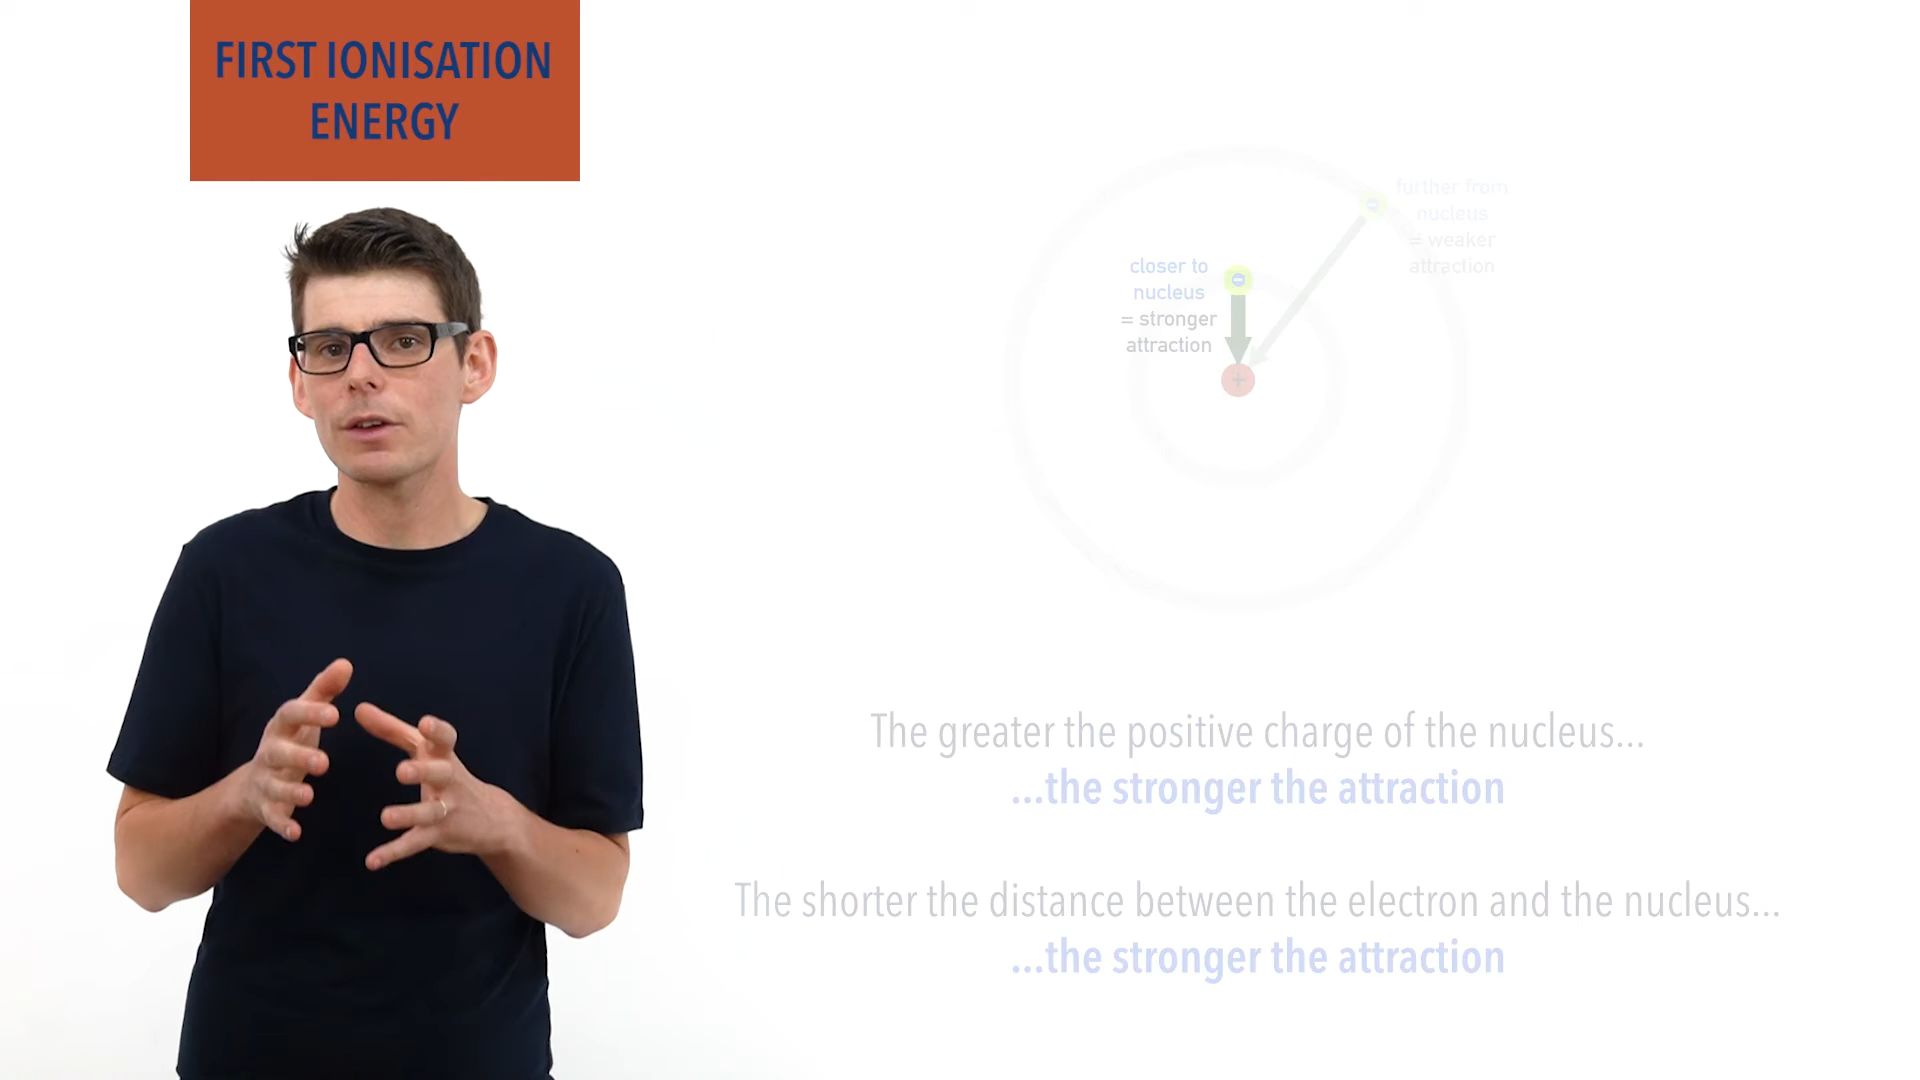 FIRST IONISATION
ENERGY
further from
nucleus
= weaker
attraction
closer to
nucleus
= stronger
attraction
+
The greater the positive charge of the nucleus...
...the stronger the attraction
The shorter the distance between the electron and the nucleus...
...the stronger the attraction